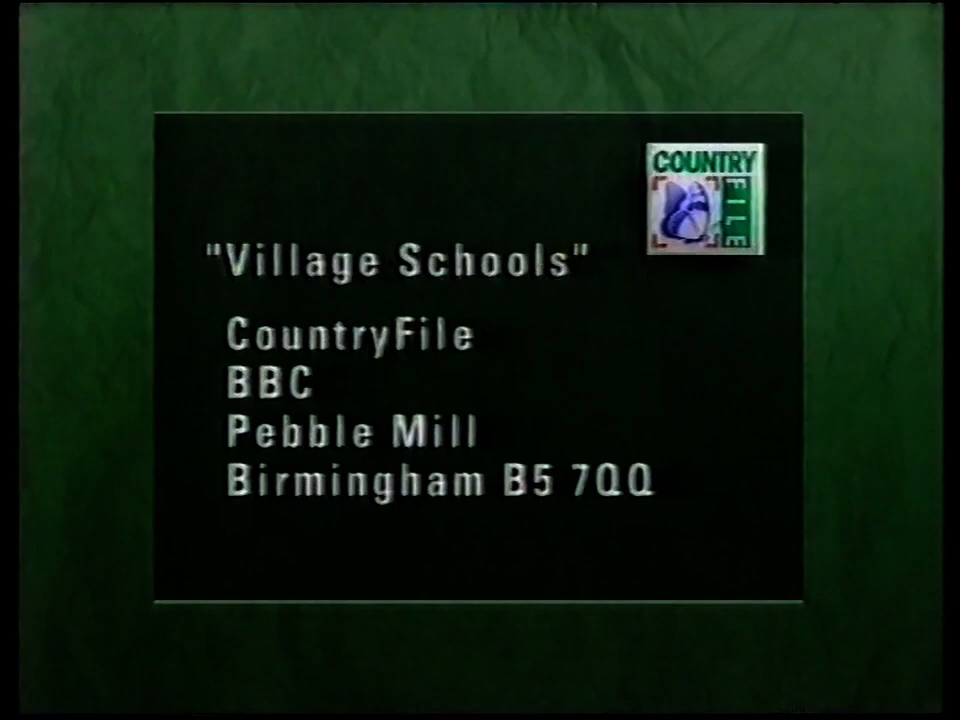 COUNTRY
FILE
"Village Schools"
CountryFile
BBC
Pebble Mill
Birmingham B5 7QQ